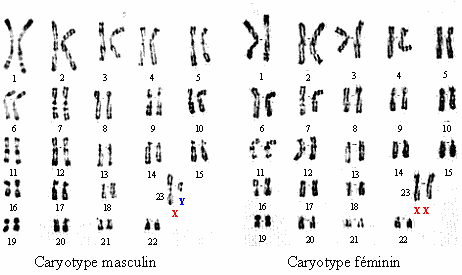 1 2 3 4 5
6 7 8 9 10
11 12 13 14 15
16 17 18 23
X Y
19 20 21 22
Caryotype masculin
1 2 3 4 5
6 7 8 9 10
11 12 13 14 15
16 17 18 23
X X
19 20 21 22
Caryotype féminin